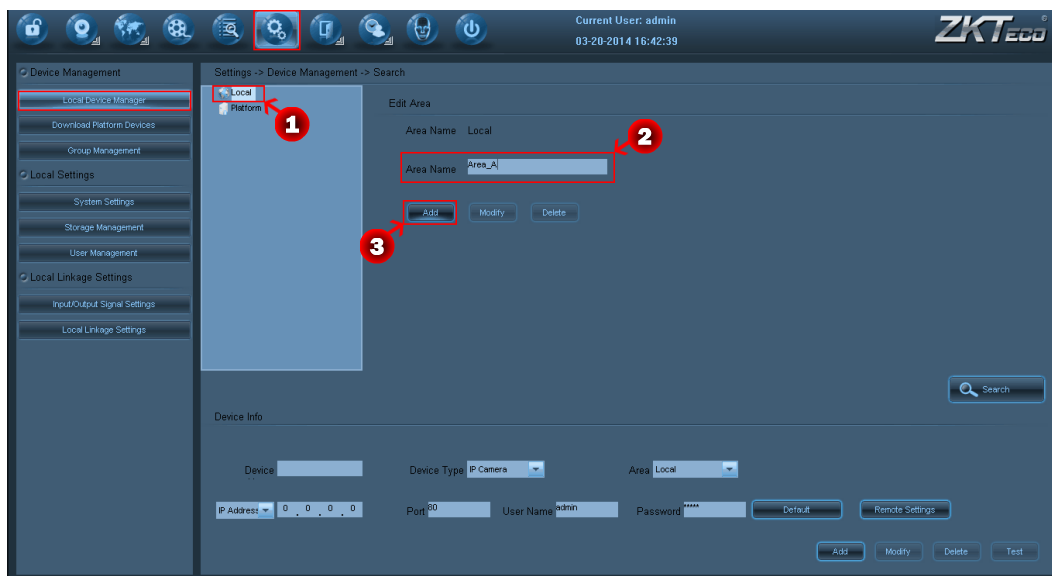 Current User: admin
03-20-2014 16:42:39
ZKTECO
Device Management
Local Device Manager
Download Platform Devices
Group Management
Local Settings
System Settings
Storage Management
User Management
Local Linkage Settings
Input/Output Signal Settings
Local Linkage Settings
Settings -> Device Management -> Search
Local
Platform
1
Edit Area
Area Name Local
2
Area Name Area_A
Add Modify Delete
3
Search
Device Info
Device
Device Type IP Camera
Area Local
IP Address 0 . 0 . 0 . 0
Port 80
User Name admin
Password *****
Default
Remote Settings
Add Modify Delete Test